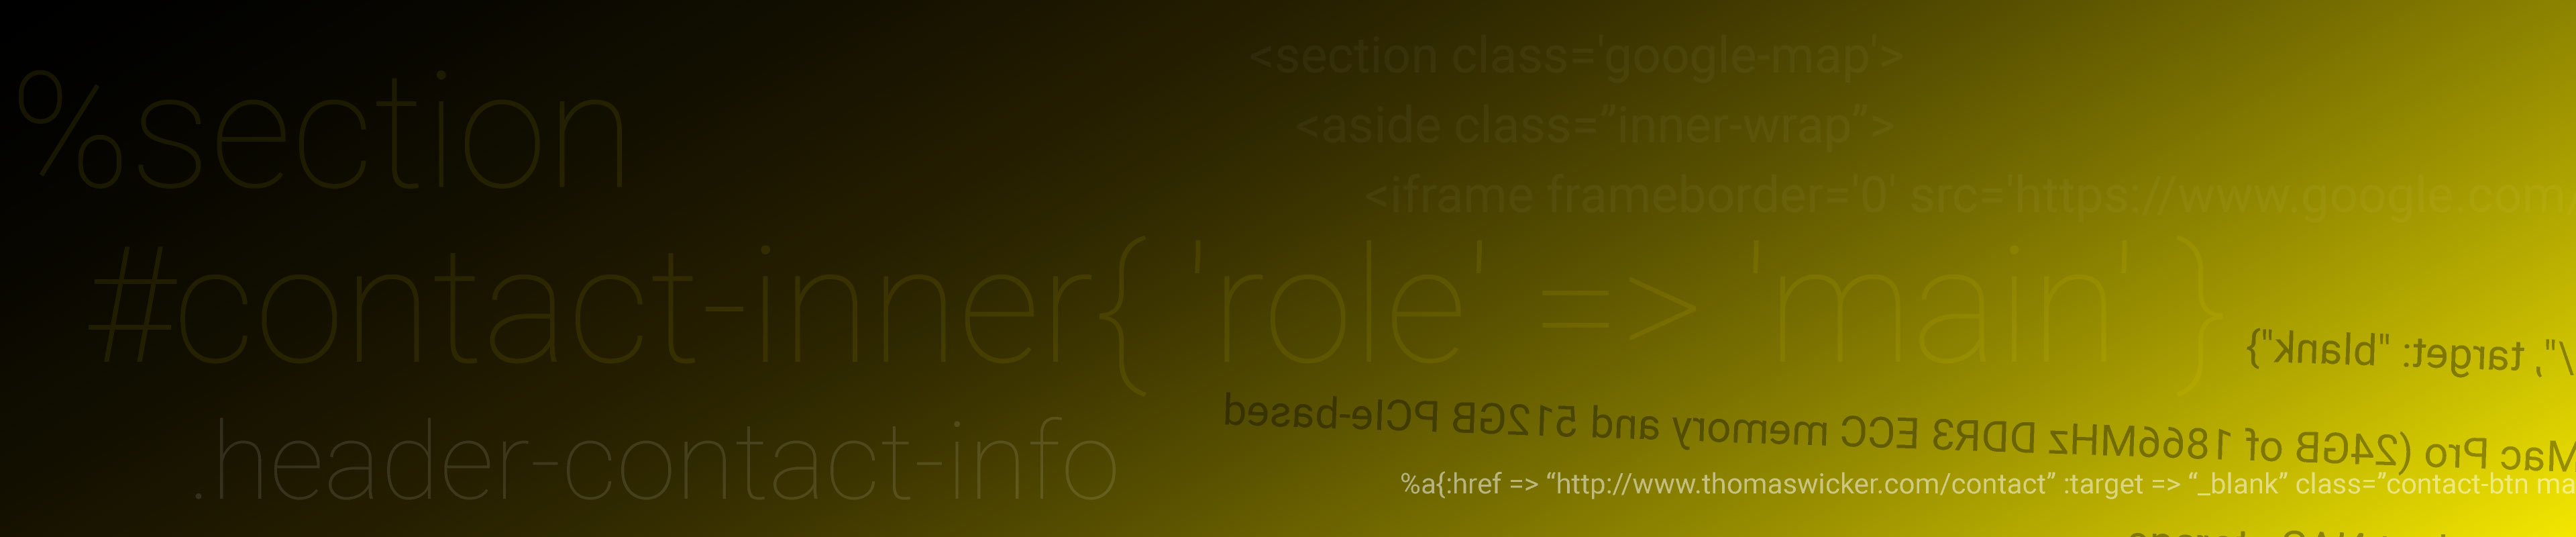 %section
#contact-inner{ 'role' => 'main' }
.header-contact-info
<section class='google-map'>
<aside class=”inner-wrap”>
<iframe frameborder='0' src='https://www.google.com
/", target: "blank"}
Mac Pro (24GB of 1866MHz DDR3 ECC memory and 512GB PCIe-based
%a{:href => “http://www.thomaswicker.com/contact” :target => “_blank” class=”contact-btn ma